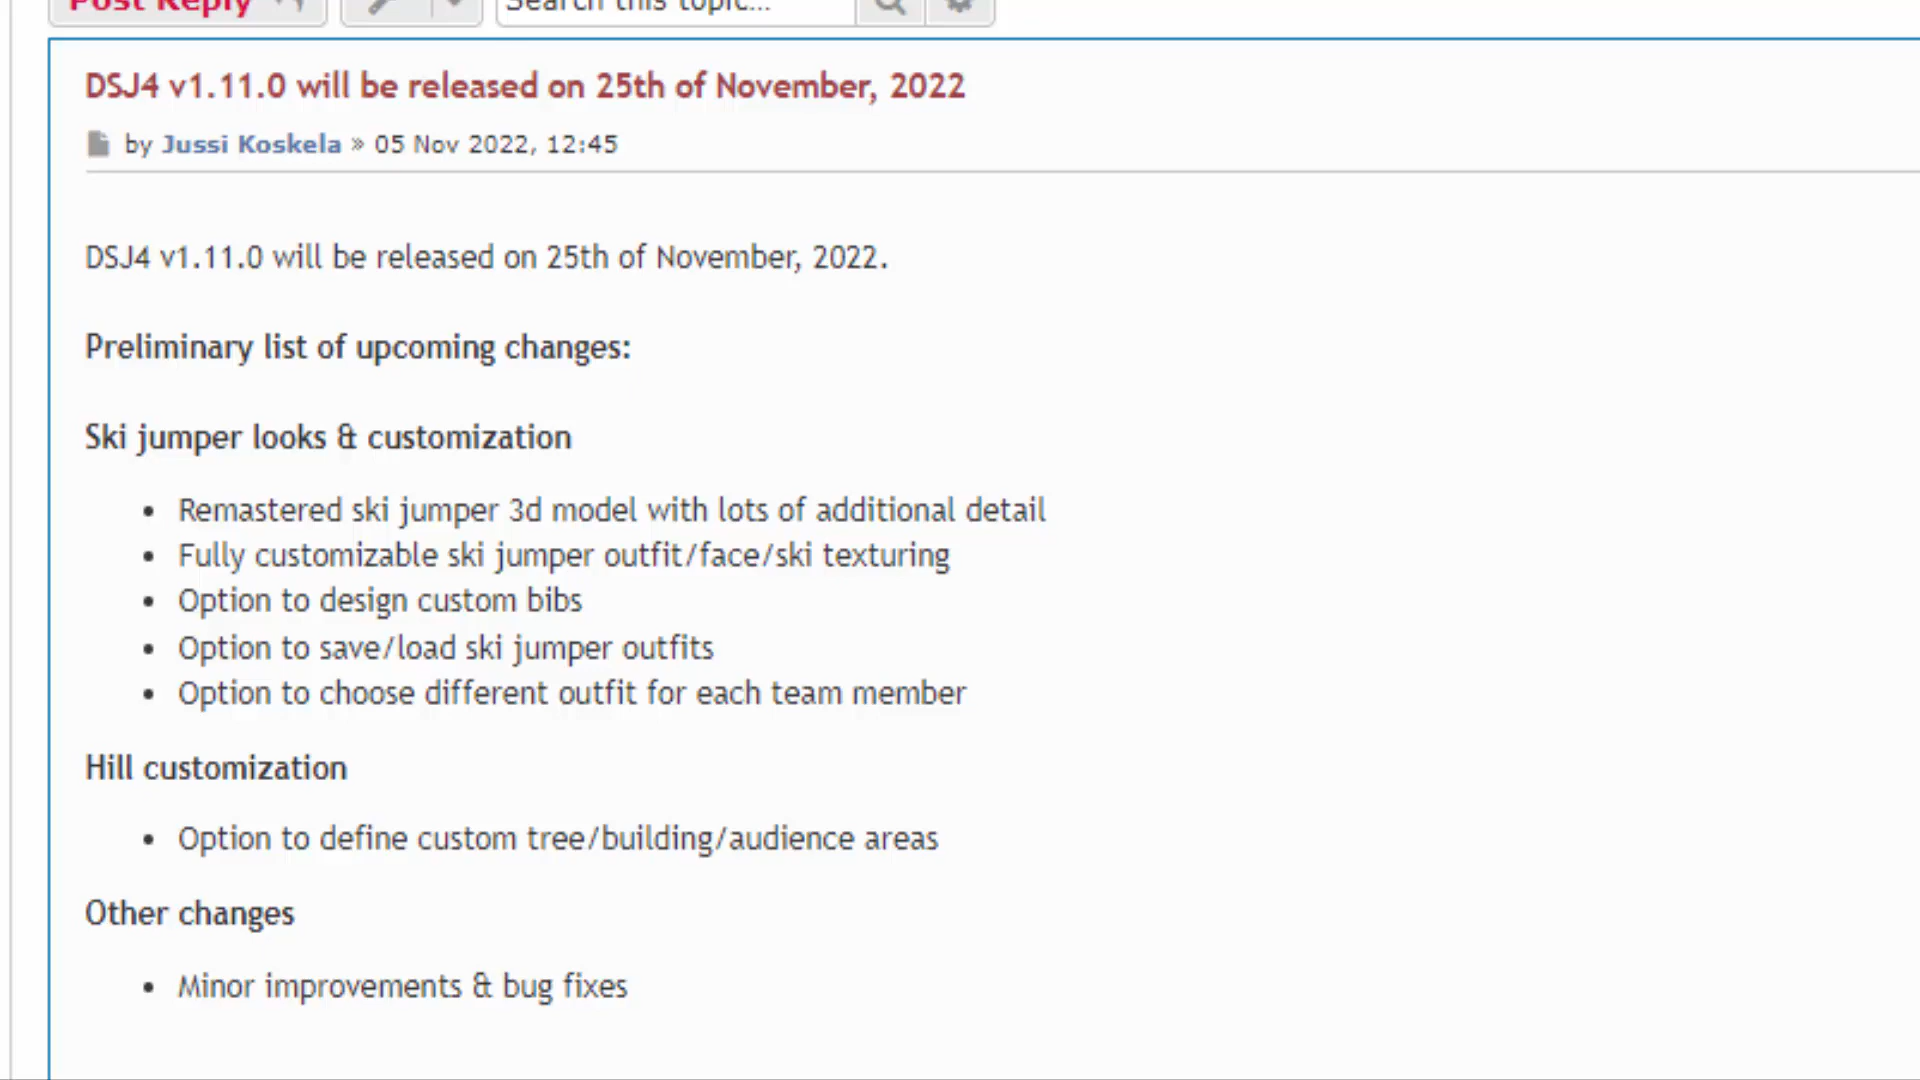 Post Reply
Search this topic...
DSJ4 v1.11.0 will be released on 25th of November, 2022
by Jussi Koskela » 05 Nov 2022, 12:45
DSJ4 v1.11.0 will be released on 25th of November, 2022.
Preliminary list of upcoming changes:
Ski jumper looks & customization
• Remastered ski jumper 3d model with lots of additional detail
• Fully customizable ski jumper outfit/face/ski texturing
• Option to design custom bibs
• Option to save/load ski jumper outfits
• Option to choose different outfit for each team member
Hill customization
• Option to define custom tree/building/audience areas
Other changes
• Minor improvements & bug fixes